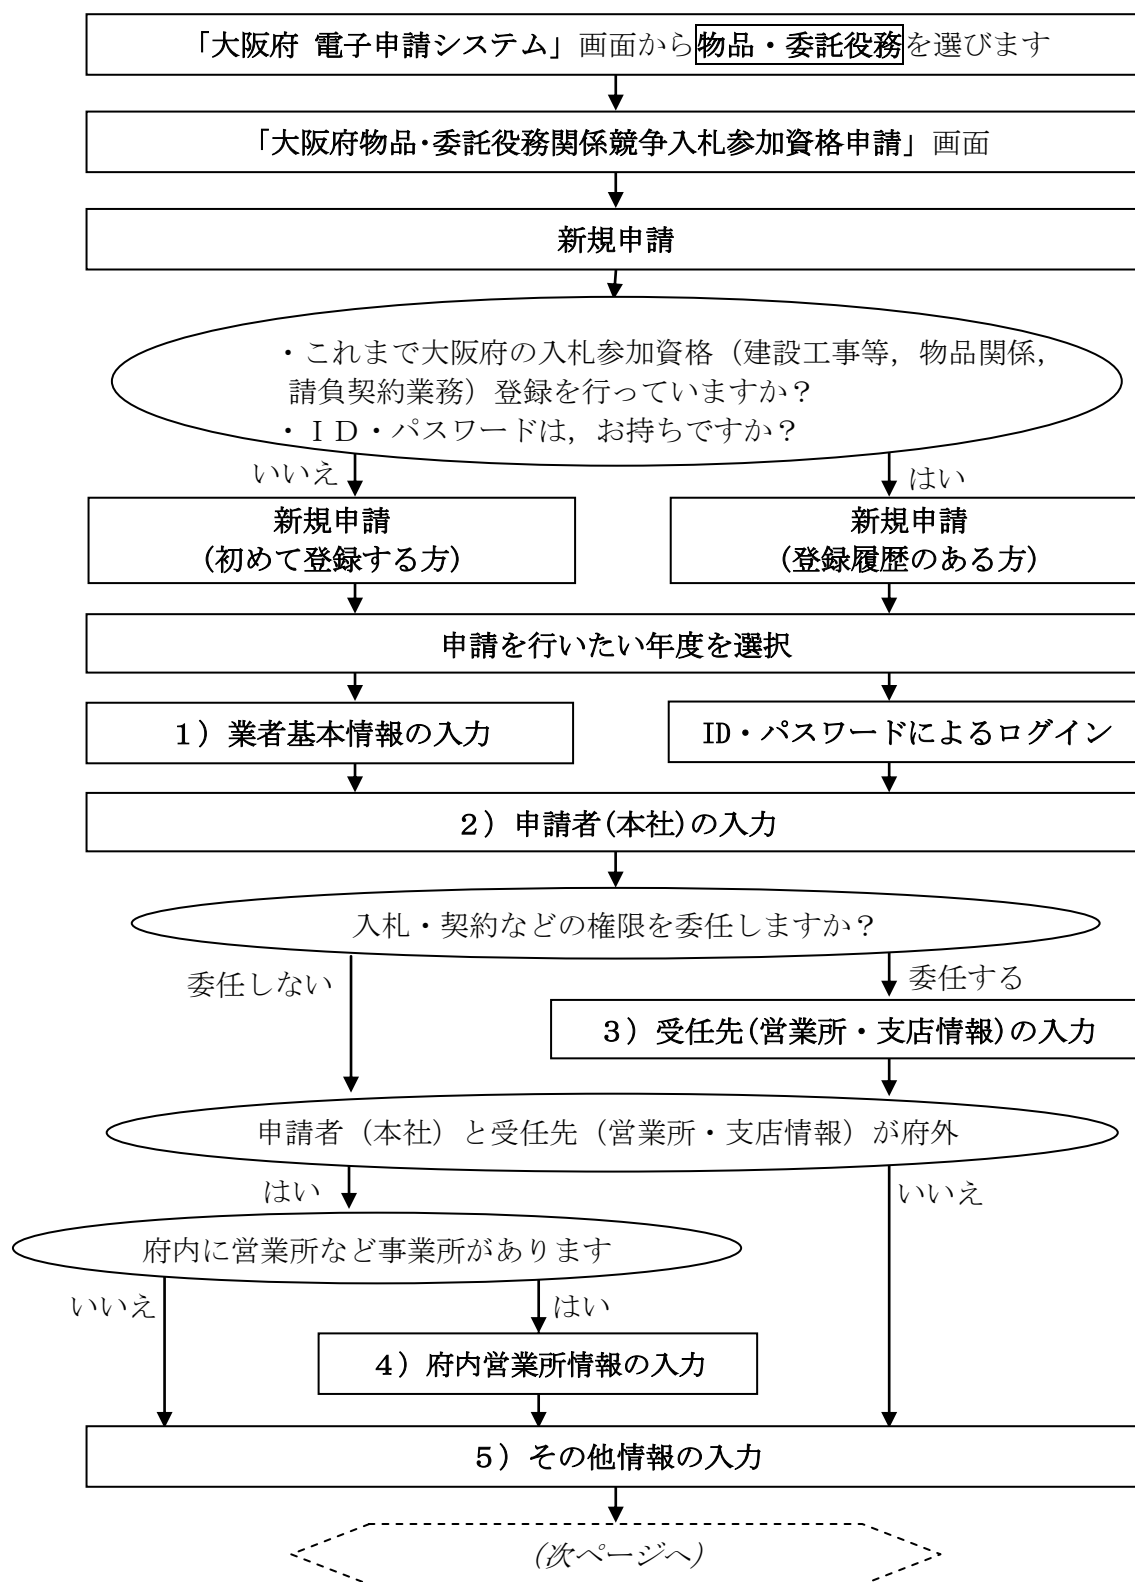 「大阪府 電子申請システム」画面から物品・委託役務を選びます
「大阪府物品･委託役務関係競争入札参加資格申請」画面
新規申請
・これまで大阪府の入札参加資格（建設工事等，物品関係，
請負契約業務）登録を行っていますか？
・ＩＤ・パスワードは，お持ちですか？
いいえ
はい
新規申請
(初めて登録する方)
新規申請
(登録履歴のある方)
申請を行いたい年度を選択
１）業者基本情報の入力
ID・パスワードによるログイン
２）申請者(本社)の入力
入札・契約などの権限を委任しますか？
委任しない
委任する
３）受任先(営業所・支店情報)の入力
申請者（本社）と受任先（営業所・支店情報）が府外
はい
いいえ
府内に営業所など事業所があります
いいえ
はい
４）府内営業所情報の入力
５）その他情報の入力
(次ページへ)